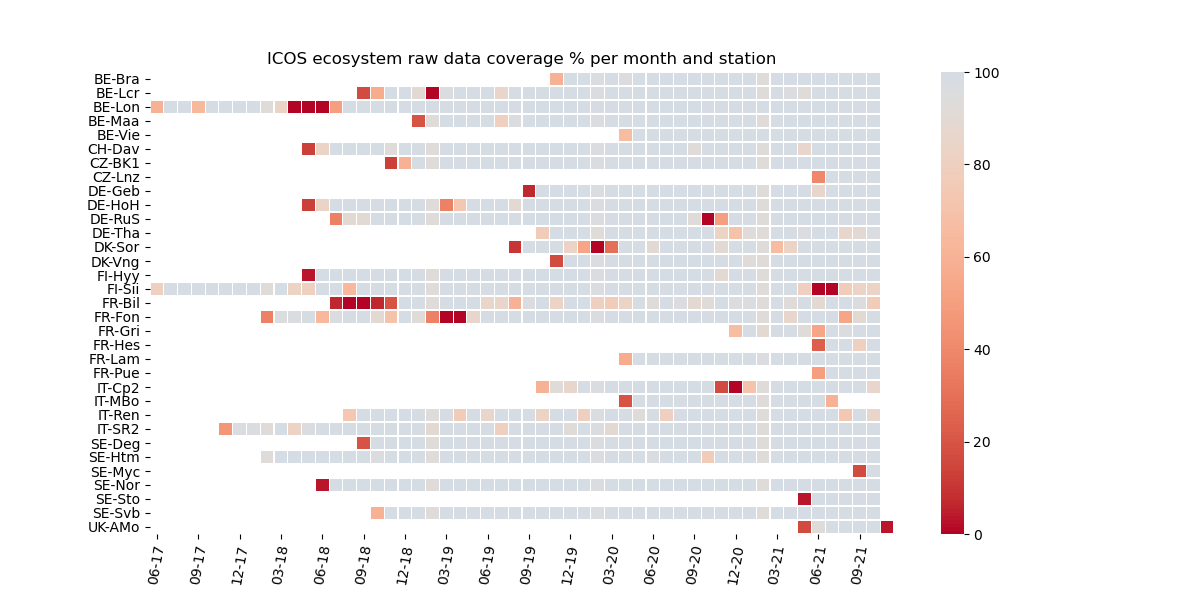 ICOS ecosystem raw data coverage % per month and station
BE-Bra
BE-Lcr
BE-Lon
BE-Maa
BE-Vie
CH-Dav
CZ-BK1
CZ-Lnz
DE-Geb
DE-HoH
DE-RuS
DE-Tha
DK-Sor
DK-Vng
FI-Hyy
FI-Sii
FR-Bil
FR-Fon
FR-Gri
FR-Hes
FR-Lam
FR-Pue
IT-Cp2
IT-MBo
IT-Ren
IT-SR2
SE-Deg
SE-Htm
SE-Myc
SE-Nor
SE-Sto
SE-Svb
UK-AMo
06-17
09-17
12-17
03-18
06-18
09-18
12-18
03-19
06-19
09-19
12-19
03-20
06-20
09-20
12-20
03-21
06-21
09-21
100
80
60
40
20
0